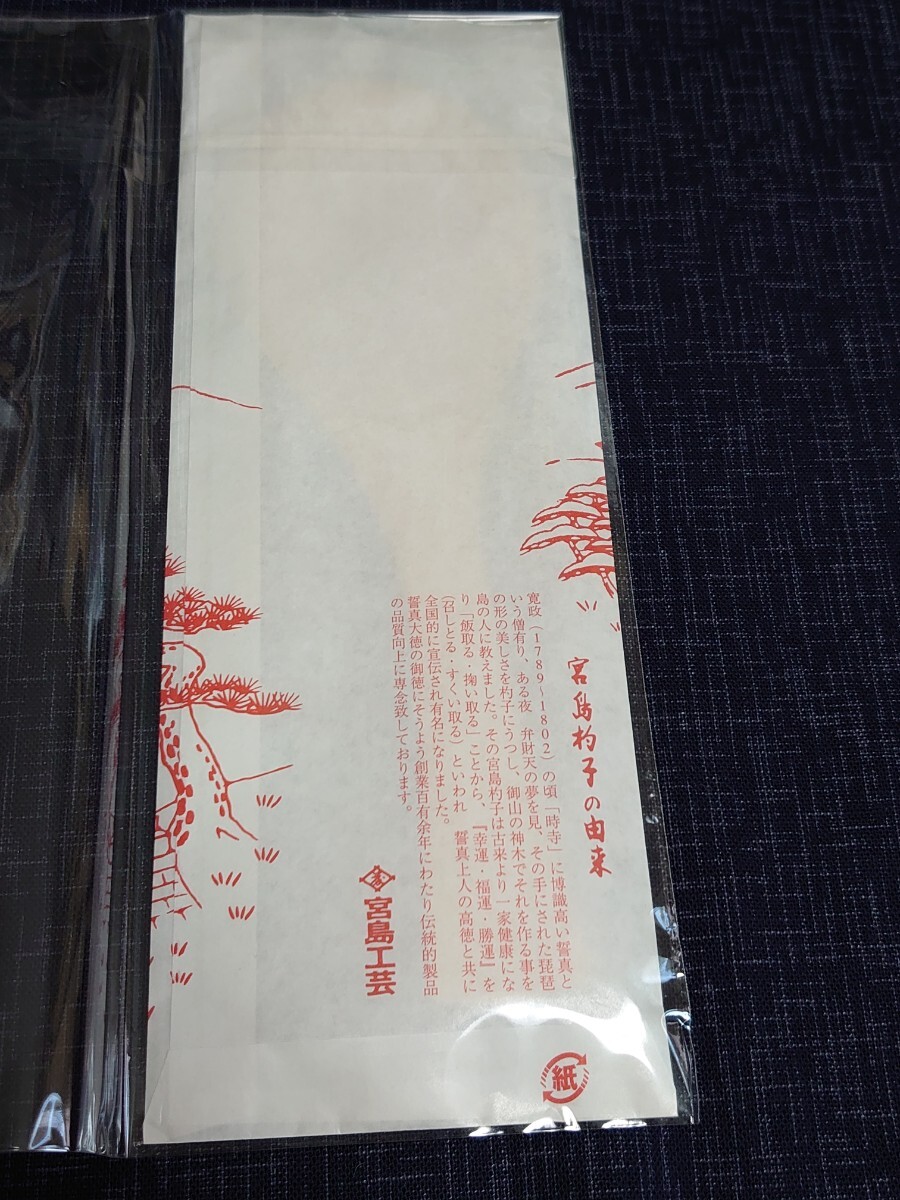 宮島杓子の由来
寛政(1789~1802)の頃「時寺」に博識高い誓真と
いう僧有り、ある夜 弁財天の夢を見、その手にされた琵琶
の形の美しさを杓子にうつし、御山の神木でそれを作る事を
島の人に教えました。その宮島杓子は古来より一家健康にな
り「飯取る・掬い取る」ことから、『幸運・福運・勝運』を
(召しとる・すくい取る)といわれ 誓真上人の高徳と共に
全国的に宣伝され有名になりました。
誓真大徳の御徳にそうよう創業百有余年にわたり伝統的製品
の品質向上に専念致しております。
宮島工芸
紙